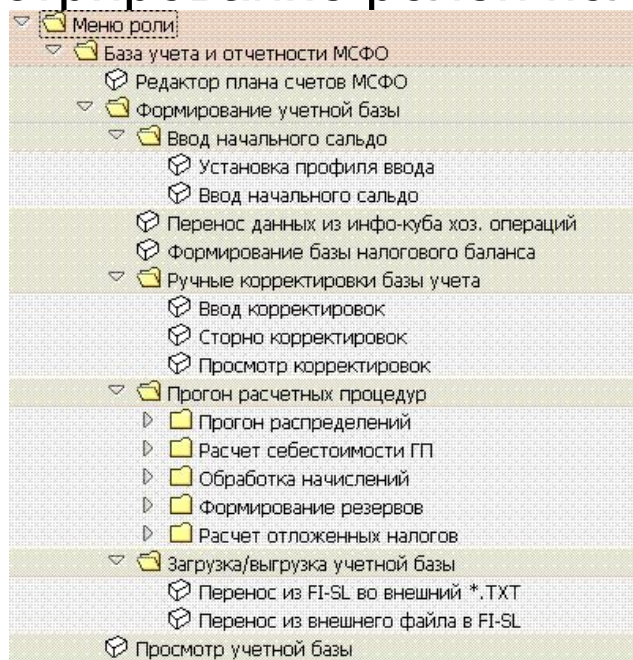 Меню роли
База учета и отчетности МСФО
Редактор плана счетов МСФО
Формирование учетной базы
Ввод начального сальдо
Установка профиля ввода
Ввод начального сальдо
Перенос данных из инфо-куба хоз. операций
Формирование базы налогового баланса
Ручные корректировки базы учета
Ввод корректировок
Сторно корректировок
Просмотр корректировок
Прогон расчетных процедур
Прогон распределений
Расчет себестоимости ГП
Обработка начислений
Формирование резервов
Расчет отложенных налогов
Загрузка/выгрузка учетной базы
Перенос из FI-SL во внешний *.TXT
Перенос из внешнего файла в FI-SL
Просмотр учетной базы